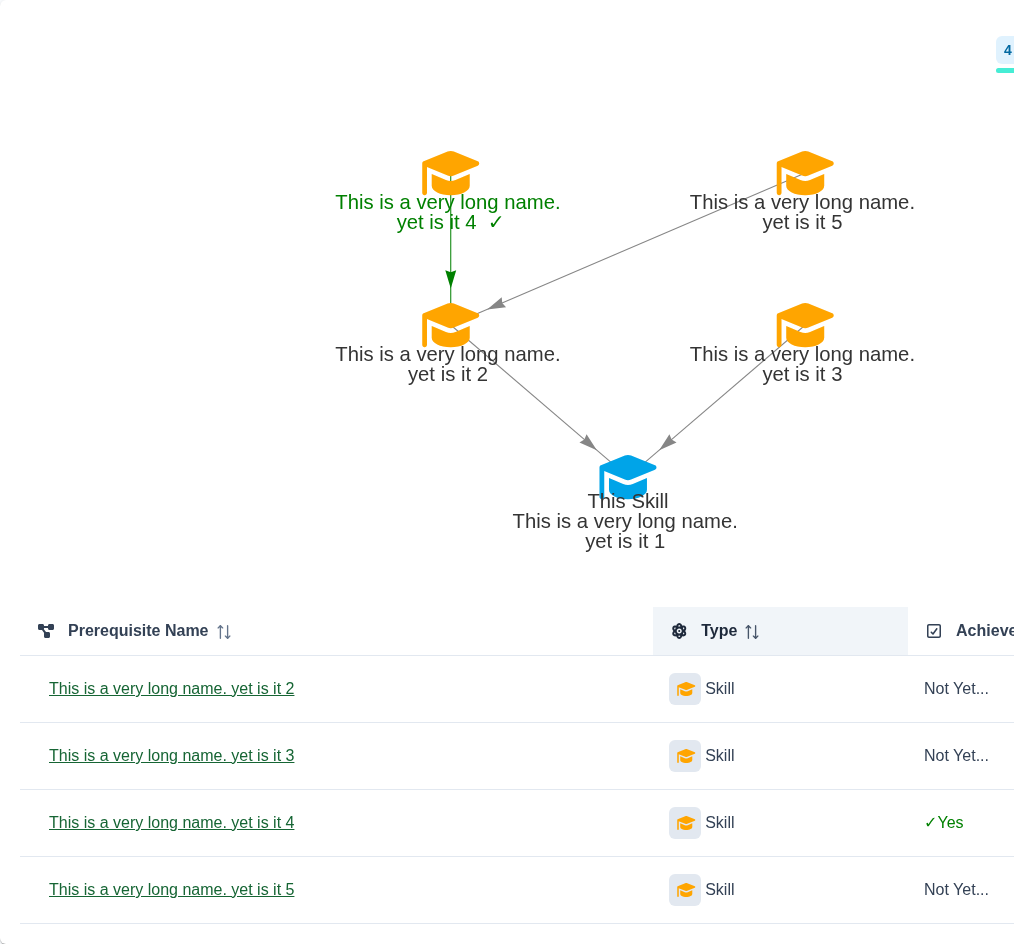 4
This is a very long name.
yet is it 4 ✓
This is a very long name.
yet is it 5
This is a very long name.
yet is it 2
This is a very long name.
yet is it 3
This Skill
This is a very long name.
yet is it 1
Prerequisite Name Type Achieve
This is a very long name. yet is it 2 Skill Not Yet...
This is a very long name. yet is it 3 Skill Not Yet...
This is a very long name. yet is it 4 Skill ✓Yes
This is a very long name. yet is it 5 Skill Not Yet...